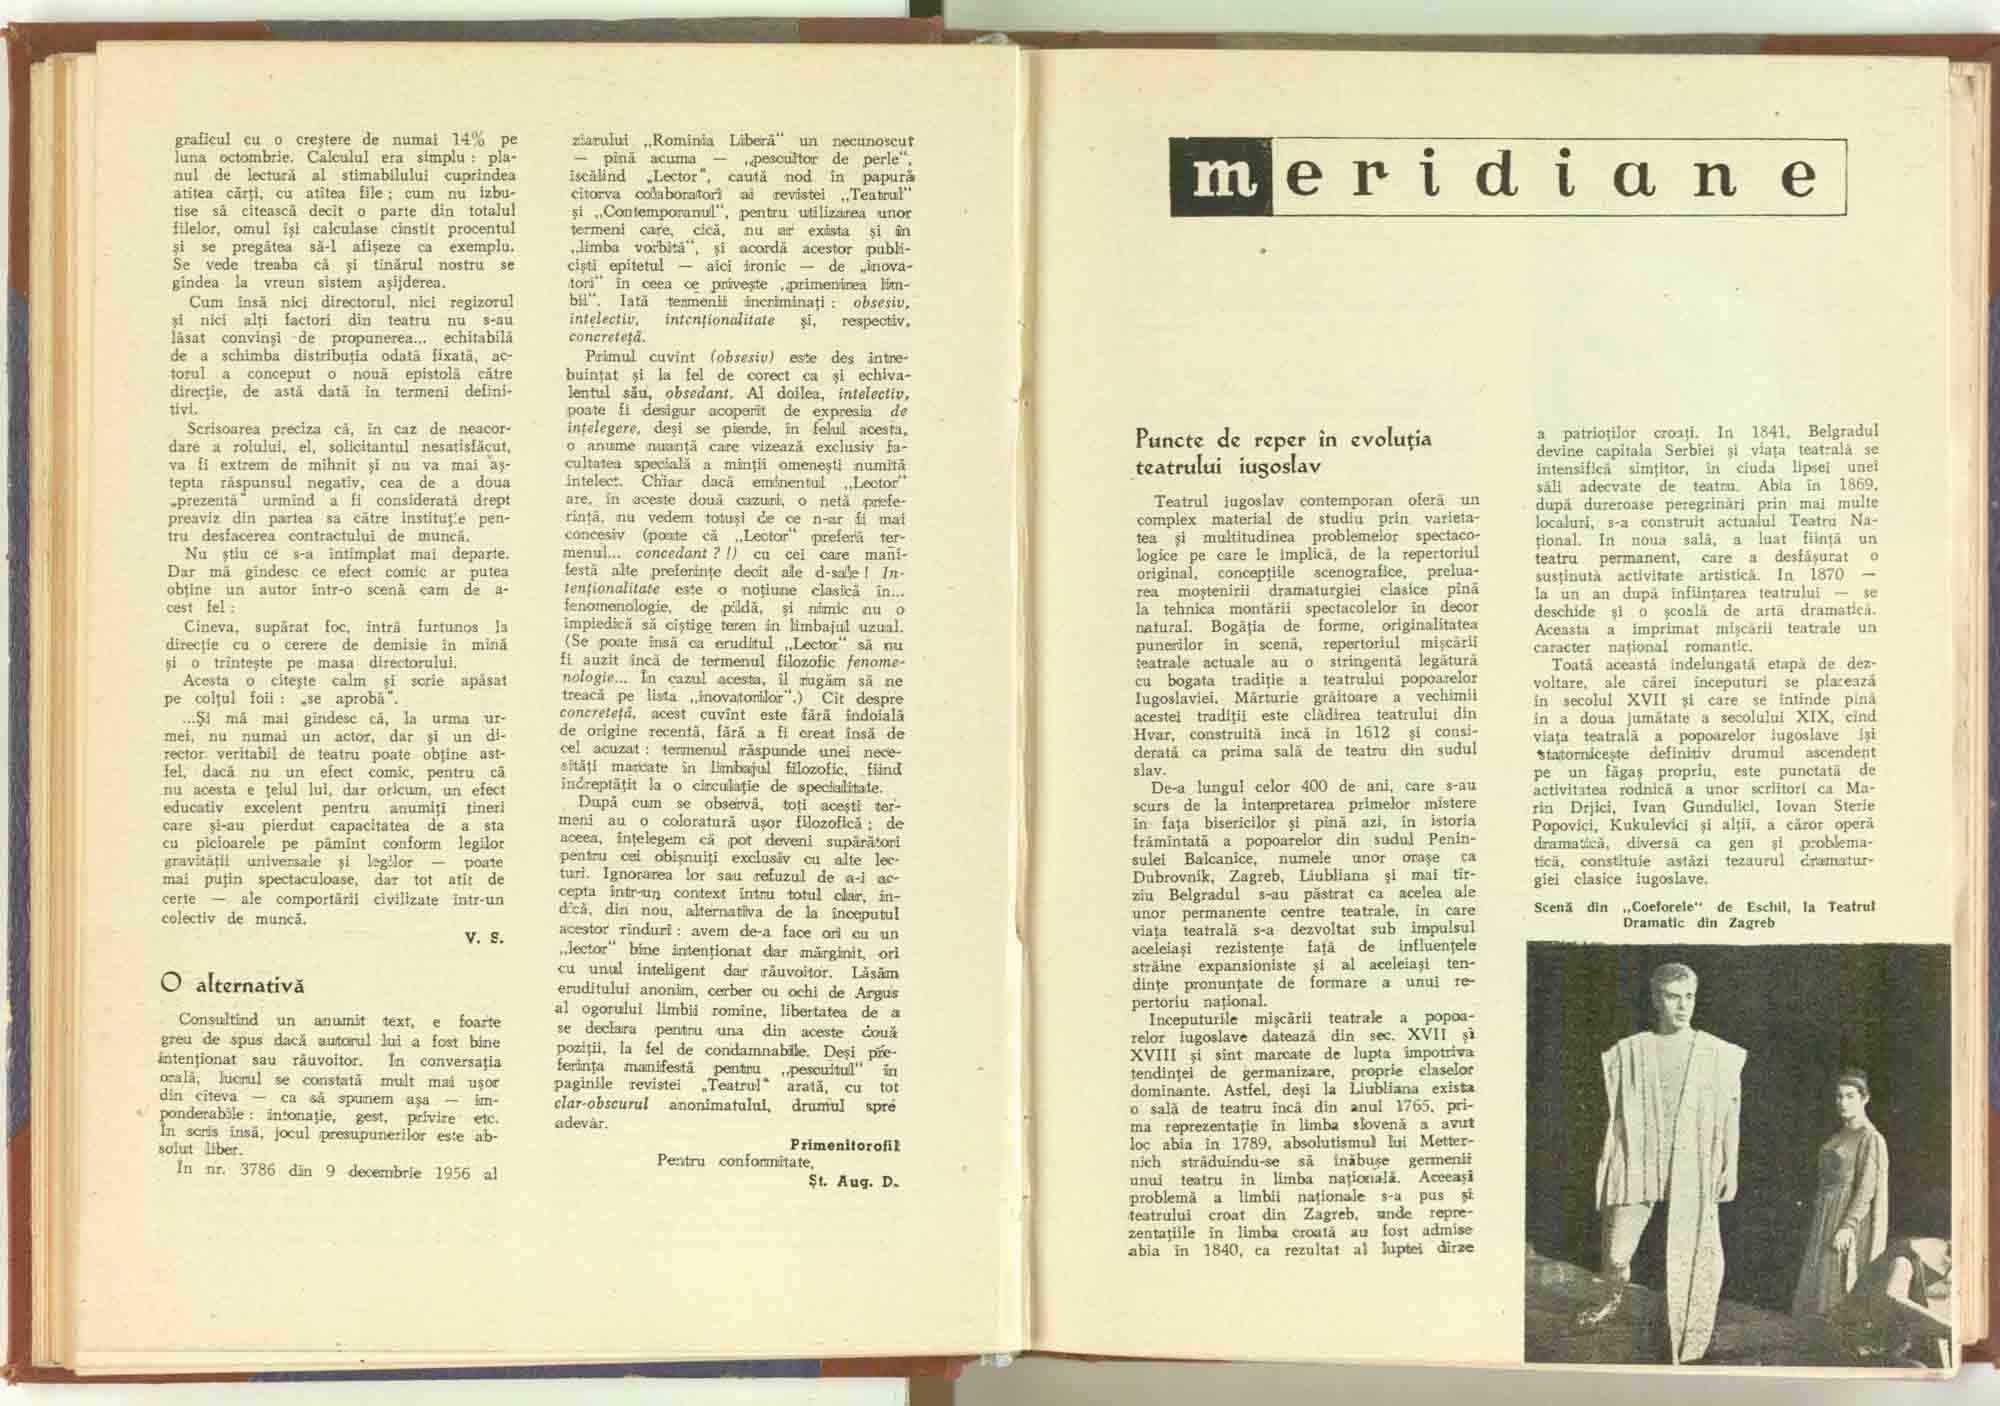 graficul cu o creștere de numai 14% pe
luna octombrie. Calculul era simplu : pla-
nul de lectură al stimabilului cuprindea
atîtea cărți, cu atîtea file ; cum nu izbu-
tise să citească decît o parte din totalul
filelor, omul își calculase cinstit procentul
și se pregătea să-l afișeze ca exemplu.
Se vede treaba că și tînărul nostru se
gîndea la vreun sistem așijderea.
Cum însă nici directorul, nici regizorul
și nici alți factori din teatru nu s-au
lăsat convinși de propunerea... echitabilă
de a schimba distribuția odată fixată, ac-
torul a conceput o nouă epistolă către
direcție, de astă dată în termeni defini-
tivi.
Scrisoarea preciza că, în caz de neacor-
dare a rolului, el, solicitantul nesatisfăcut,
va fi extrem de mîhnit și nu va mai aș-
tepta răspunsul negativ, cea de a doua
„prezentă" urmînd a fi considerată drept
preaviz din partea sa către instituție pen-
tru desfacerea contractului de muncă.
Nu știu ce s-a întîmplat mai departe.
Dar mă gîndesc ce efect comic ar putea
obține un autor într-o scenă cam de a-
cest fel :
Cineva, supărat foc, intră furtunos la
direcție cu o cerere de demisie în mînă
și o trîntește pe masa directorului.
Acesta o citește calm și scrie apăsat
pe colțul foii : „se aprobă".
...Și mă mai gîndesc că, la urma ur-
mei, nu numai un actor, dar și un di-
rector veritabil de teatru poate obține ast-
fel, dacă nu un efect comic, pentru că
nu acesta e țelul lui, dar oricum, un efect
educativ excelent pentru anumiți tineri
care și-au pierdut capacitatea de a sta
cu picioarele pe pămînt conform legilor
gravității universale și legilor — poate
mai puțin spectaculoase, dar tot atît de
certe — ale comportării civilizate într-un
colectiv de muncă.
V. S.
O alternativă
Consultînd un anumit text, e foarte
greu de spus dacă autorul lui a fost bine
intenționat sau răuvoitor. În conversația
orală, lucrul se constată mult mai ușor
din cîteva — ca să spunem așa — im-
ponderabile : intonație, gest, privire etc.
În scris însă, jocul presupunerilor este ab-
solut liber.
În nr. 3786 din 9 decembrie 1956 al
ziarului „Romînia Liberă" un necunoscut
— pînă acuma — „pescuitor de perle",
iscălind „Lector", caută nod în papură
cîtorva colaboratori ai revistei „Teatrul"
și „Contemporanul", pentru utilizarea unor
termeni care, cică, nu ar exista și în
„limba vorbită", și acordă acestor publi-
ciști epitetul — aici ironic — de „inova-
tori" în ceea ce privește „primenirea lim-
bii". Iată termenii incriminați : obsesiv,
intelectiv, intenționalitate și, respectiv,
concretetă.
Primul cuvînt (obsesiv) este des între-
buințat și la fel de corect ca și echiva-
lentul său, obsedant. Al doilea, intelectiv,
poate fi desigur acoperit de expresia de
înțelegere, deși se pierde, în felul acesta,
o anume nuanță care vizează exclusiv fa-
cultatea specială a minții omenești numită
intelect. Chiar dacă eminentul „Lector"
are, în aceste două cazuri, o netă prefe-
rință, nu vedem totuși de ce n-ar fi mai
concesiv (poate că „Lector" preferă ter-
menul... concedant ? !) cu cei care mani-
festă alte preferințe decît ale d-sale ! In-
tenționalitate este o noțiune clasică în...
fenomenologie, de pildă, și nimic nu o
împiedică să cîștige teren în limbajul uzual.
(Se poate însă ca eruditul „Lector" să nu
fi auzit încă de termenul filozofic fenome-
nologie... În cazul acesta, îl rugăm să ne
treacă pe lista „inovatorilor".) Cît despre
concretetă, acest cuvînt este fără îndoială
de origine recentă, fără a fi creat însă de
cel acuzat : termenul răspunde unei nece-
sități marcate în limbajul filozofic, fiind
îndreptățit la o circulație de specialitate.
După cum se observă, toți acești ter-
meni au o coloratură ușor filozofică ; de
aceea, înțelegem că pot deveni supărători
pentru cei obișnuiți exclusiv cu alte lec-
turi. Ignorarea lor sau refuzul de a-i ac-
cepta într-un context întru totul clar, in-
dică, din nou, alternativa de la începutul
acestor rînduri : avem de-a face ori cu un
„lector" bine intenționat dar mărginit, ori
cu unul inteligent dar răuvoitor. Lăsăm
eruditului anonim, cerber cu ochi de Argus
al ogorului limbii romîne, libertatea de a
se declara pentru una din aceste două
poziții, la fel de condamnabile. Deși pre-
ferința manifestă pentru „pescuitul" în
paginile revistei „Teatrul" arată, cu tot
clar-obscurul anonimatului, drumul spre
adevăr.
Primenitorofil
Pentru conformitate,
Șt. Aug. D.
meridiane
Puncte de reper în evoluția
teatrului iugoslav
Teatrul iugoslav contemporan oferă un
complex material de studiu prin varieta-
tea și multitudinea problemelor spectaco-
logice pe care le implică, de la repertoriul
original, concepțiile scenografice, prelua-
rea moștenirii dramaturgiei clasice pînă
la tehnica montării spectacolelor în decor
natural. Bogăția de forme, originalitatea
punerilor în scenă, repertoriul mișcării
teatrale actuale au o stringentă legătură
cu bogata tradiție a teatrului popoarelor
Iugoslaviei. Mărturie grăitoare a vechimii
acestei tradiții este clădirea teatrului din
Hvar, construită încă în 1612 și consi-
derată ca prima sală de teatru din sudul
slav.
De-a lungul celor 400 de ani, care s-au
scurs de la interpretarea primelor mistere
în fața bisericilor și pînă azi, în istoria
frămîntată a popoarelor din sudul Penin-
sulei Balcanice, numele unor orașe ca
Dubrovnik, Zagreb, Liubliana și mai tîr-
ziu Belgradul s-au păstrat ca acelea ale
unor permanente centre teatrale, în care
viața teatrală s-a dezvoltat sub impulsul
aceleiași rezistențe față de influențele
străine expansioniste și al aceleiași ten-
dințe pronunțate de formare a unui re-
pertoriu național.
Începuturile mișcării teatrale a popoa-
relor iugoslave datează din sec. XVII și
XVIII și sînt marcate de lupta împotriva
tendinței de germanizare, proprie claselor
dominante. Astfel, deși la Liubliana exista
o sală de teatru încă din anul 1765, pri-
ma reprezentație în limba slovenă a avut
loc abia în 1789, absolutismul lui Metter-
nich străduindu-se să înăbușe germenii
unui teatru în limba națională. Aceeași
problemă a limbii naționale s-a pus și
teatrului croat din Zagreb, unde repre-
zentațiile în limba croată au fost admise
abia în 1840, ca rezultat al luptei dîrze
a patrioților croați. În 1841, Belgradul
devine capitala Serbiei și viața teatrală se
intensifică simțitor, în ciuda lipsei unei
săli adecvate de teatru. Abia în 1869,
după dureroase peregrinări prin mai multe
localuri, s-a construit actualul Teatru Na-
țional. În noua sală, a luat ființă un
teatru permanent, care a desfășurat o
susținută activitate artistică. În 1870 —
la un an după înființarea teatrului — se
deschide și o școală de artă dramatică.
Aceasta a imprimat mișcării teatrale un
caracter național romantic.
Toată această îndelungată etapă de dez-
voltare, ale cărei începuturi se plasează
în secolul XVII și care se întinde pînă
în a doua jumătate a secolului XIX, cînd
viața teatrală a popoarelor iugoslave își
statornicește definitiv drumul ascendent
pe un făgaș propriu, este punctată de
activitatea rodnică a unor scriitori ca Ma-
rin Drjici, Ivan Gundulici, Iovan Sterie
Popovici, Kukulevici și alții, a căror operă
dramatică, diversă ca gen și problema-
tică, constituie astăzi tezaurul dramatur-
giei clasice iugoslave.
Scenă din „Coeforele" de Eschil, la Teatrul
Dramatic din Zagreb